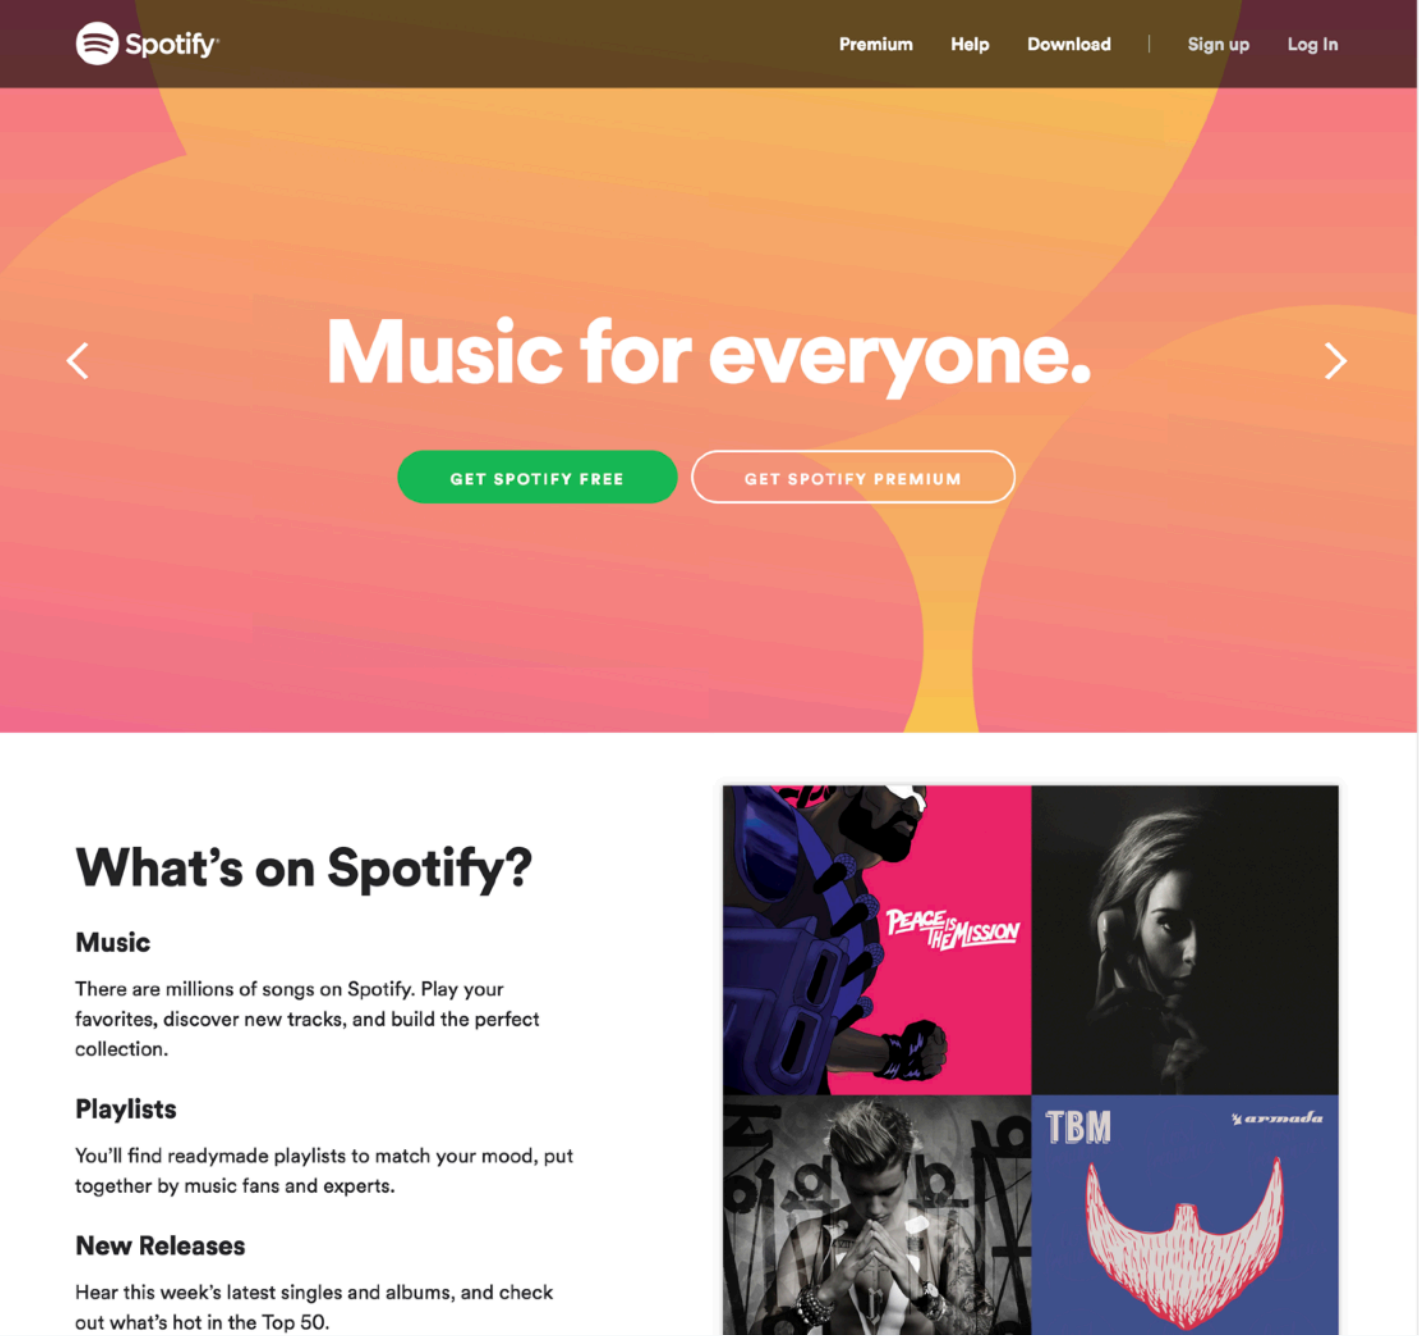 Spotify
Premium Help Download Sign up Log In
Music for everyone.
GET SPOTIFY FREE GET SPOTIFY PREMIUM
What's on Spotify?
Music
There are millions of songs on Spotify. Play your
favorites, discover new tracks, and build the perfect
collection.
Playlists
You'll find readymade playlists to match your mood, put
together by music fans and experts.
New Releases
Hear this week's latest singles and albums, and check
out what's hot in the Top 50.
PEACE IS
THE MISSION
TBM
armada